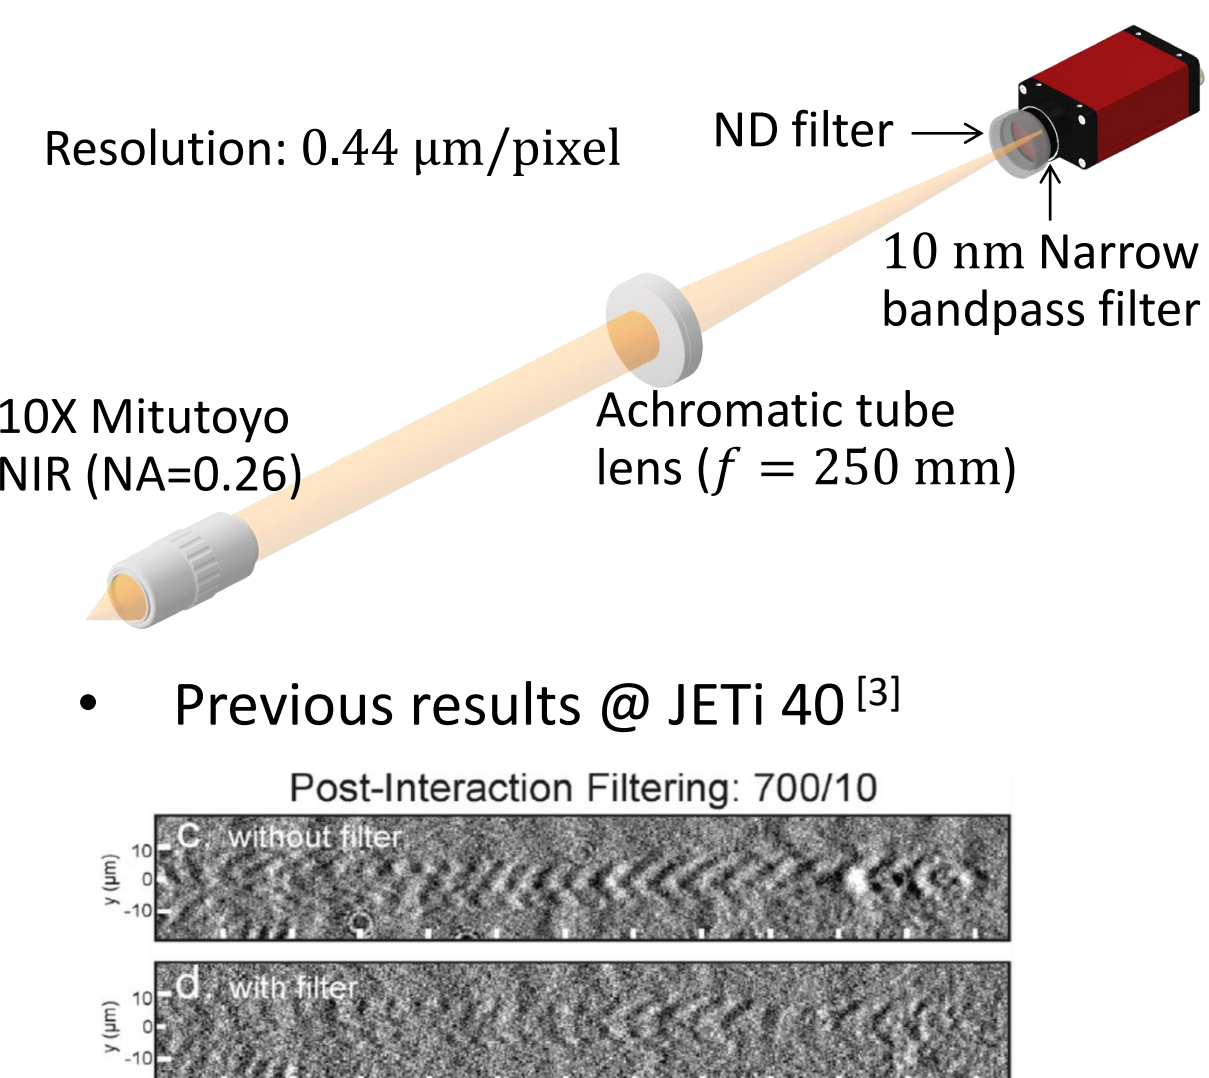 ND filter
Resolution: 0.44 μm/pixel
10 nm Narrow
bandpass filter
10X Mitutoyo
NIR (NA=0.26)
Achromatic tube
lens (f = 250 mm)
• Previous results @ JETi 40 [3]
Post-Interaction Filtering: 700/10
c. without filter
10
0
-10
y (μm)
d. with filter
10
0
-10
y (μm)